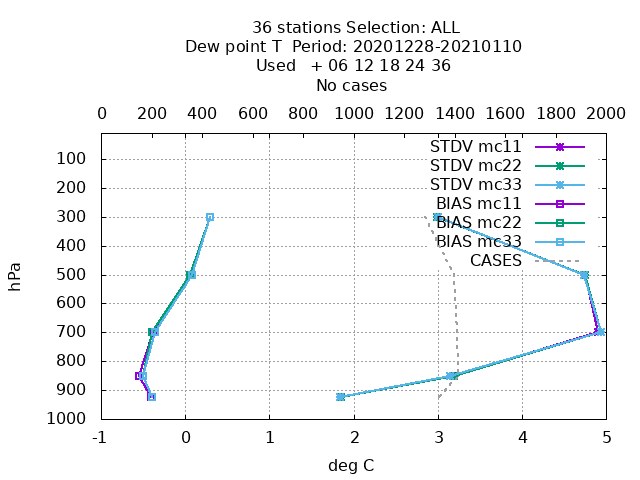 36 stations Selection: ALL
Dew point T  Period: 20201228-20210110
Used   + 06 12 18 24 36
No cases
0 200 400 600 800 1000 1200 1400 1600 1800 2000
STDV mc11
STDV mc22
STDV mc33
BIAS mc11
BIAS mc22
BIAS mc33
CASES
100
200
300
400
500
600
700
800
900
1000
hPa
-1 0 1 2 3 4 5
deg C